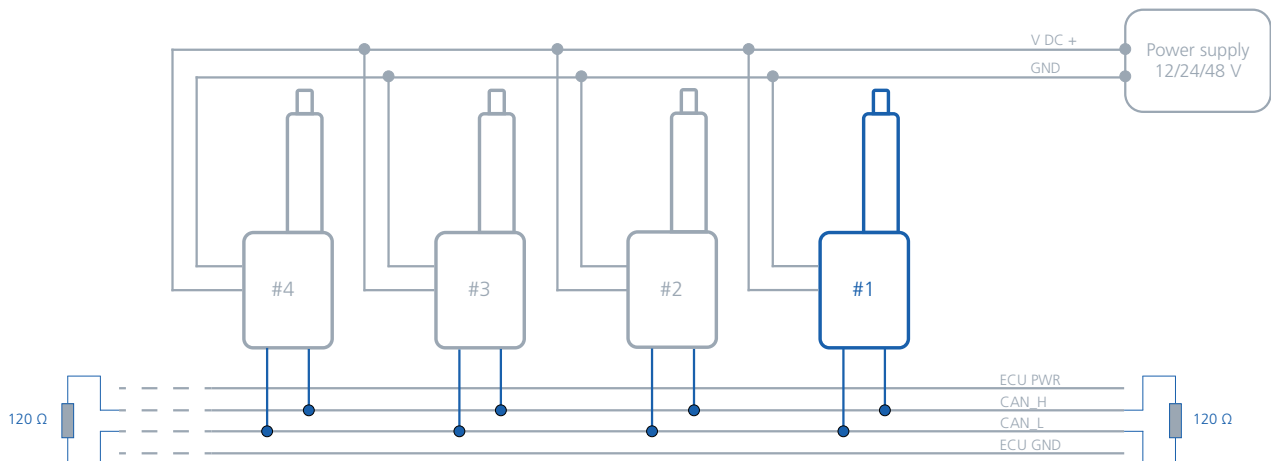 V DC +
Power supply
12/24/48 V
GND
#4
#3
#2
#1
ECU PWR
CAN_H
120 Ω
120 Ω
CAN_L
ECU GND